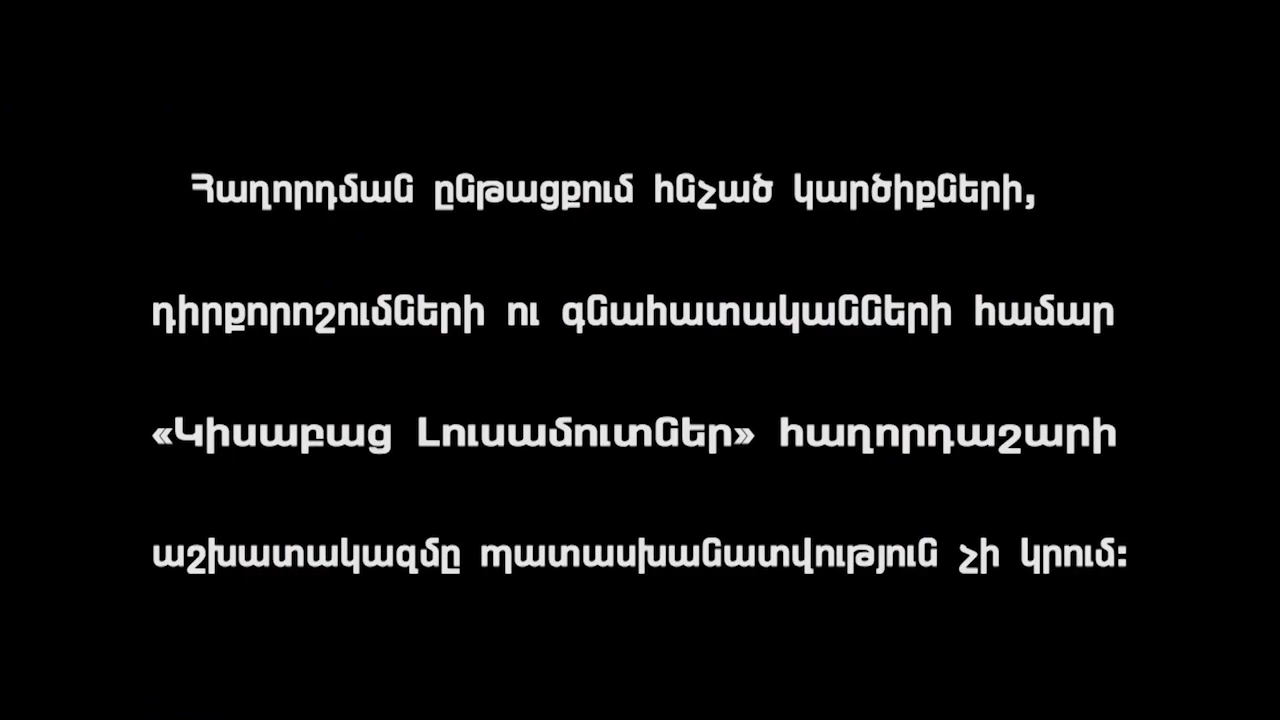 Հաղորդման ընթացքում հնչած կարծիքների,
դիրքորոշումների ու գնահատականների համար
«Կիսաբաց Լուսամուտներ» հաղորդաշարի
աշխատակազմը պատասխանատվություն չի կրում: